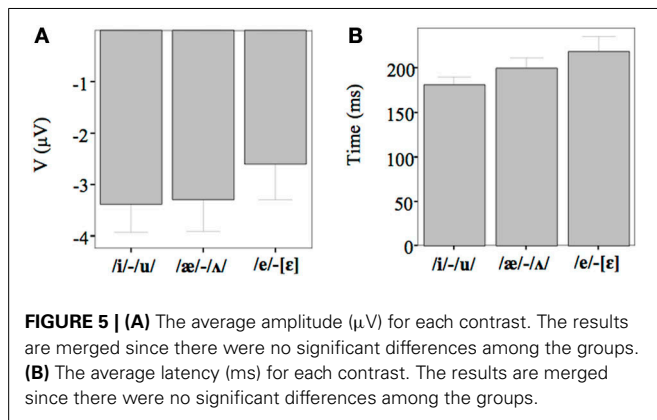 A
B
V (μV)
-1
-2
-3
-4
/i/-/u/ /æ/-/ʌ/ /e/-[ɛ]
Time (ms)
200
150
100
50
0
/i/-/u/ /æ/-/ʌ/ /e/-[ɛ]
FIGURE 5 | (A) The average amplitude (μV) for each contrast. The results
are merged since there were no significant differences among the groups.
(B) The average latency (ms) for each contrast. The results are merged
since there were no significant differences among the groups.